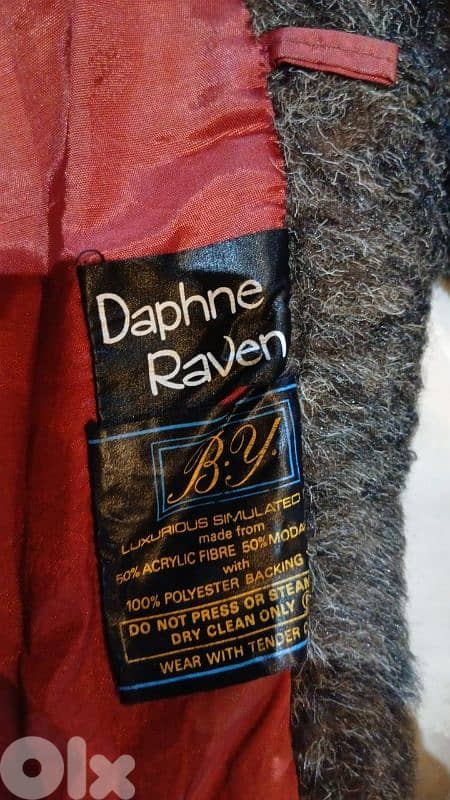 Daphne
Raven
B.Y.
LUXURIOUS SIMULATED
made from
50% ACRYLIC FIBRE 50% MODA
with
100% POLYESTER BACKING
DO NOT PRESS OR STEAM
DRY CLEAN ONLY
WEAR WITH TENDER
Olx